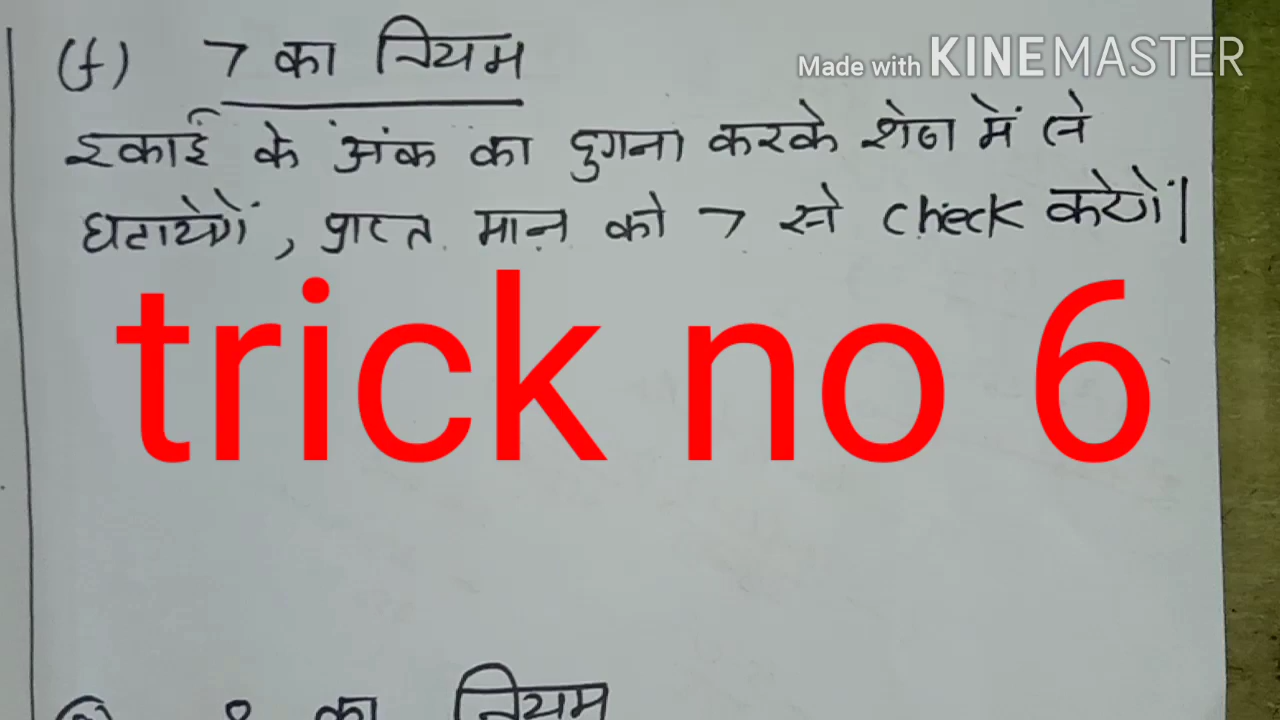 (f) 7 का नियम
Made with KINEMASTER
इकाई के अंक का दुगना करके शेष में से
घटायेगें, प्राप्त मान को 7 से check करेगें।
trick no 6
का नियम